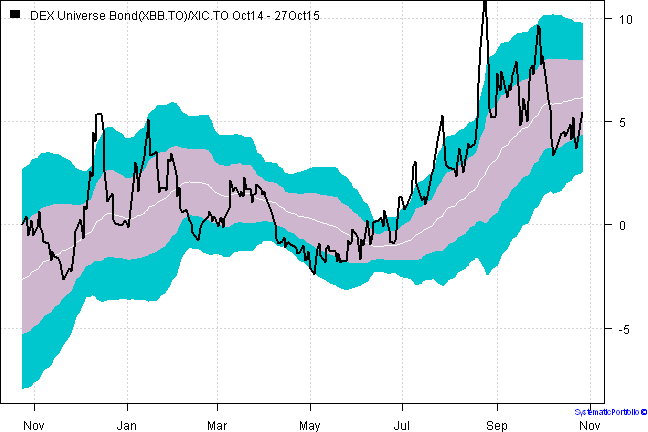 DEX Universe Bond(XBB.TO)/XIC.TO Oct14 - 27Oct15
10
5
0
-5
SystematicPortfolio ©
Nov Jan Mar May Jul Sep Nov